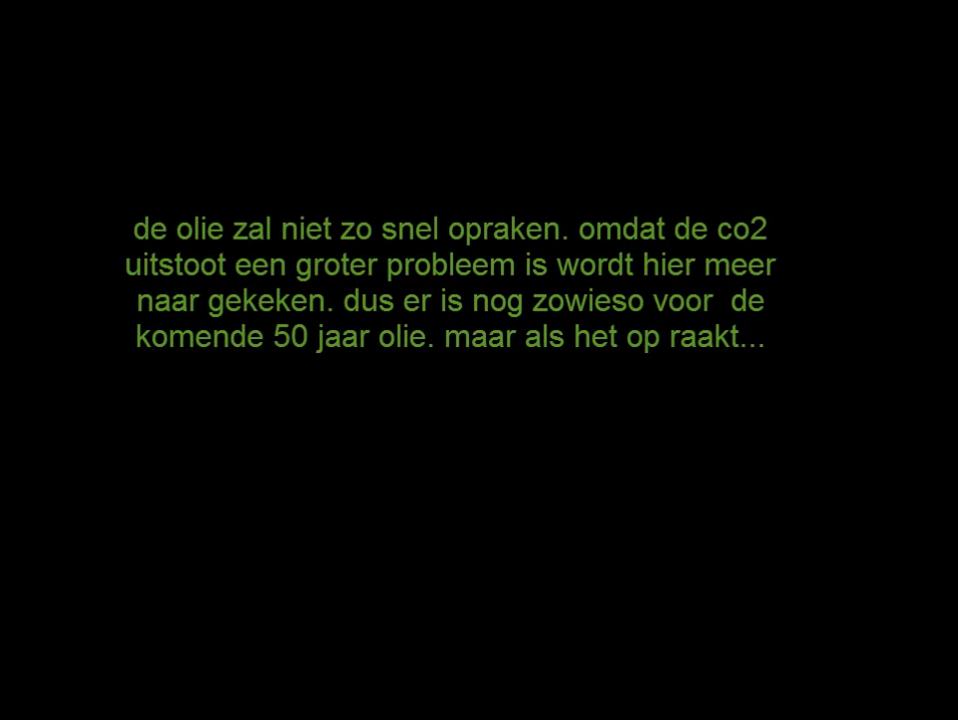 de olie zal niet zo snel opraken. omdat de co2
uitstoot een groter probleem is wordt hier meer
naar gekeken. dus er is nog zowieso voor  de
komende 50 jaar olie. maar als het op raakt...